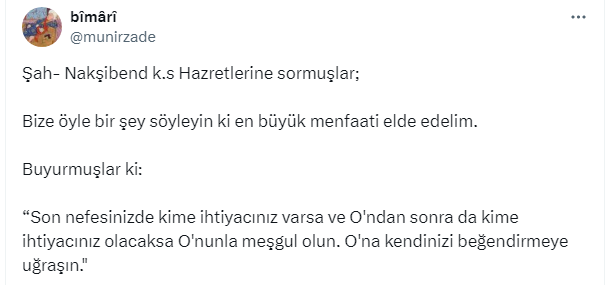 bîmârî
@munirzade
Şah- Nakşibend k.s Hazretlerine sormuşlar;
Bize öyle bir şey söyleyin ki en büyük menfaati elde edelim.
Buyurmuşlar ki:
“Son nefesinizde kime ihtiyacınız varsa ve O'ndan sonra da kime
ihtiyacınız olacaksa O'nunla meşgul olun. O'na kendinizi beğendirmeye
uğraşın."